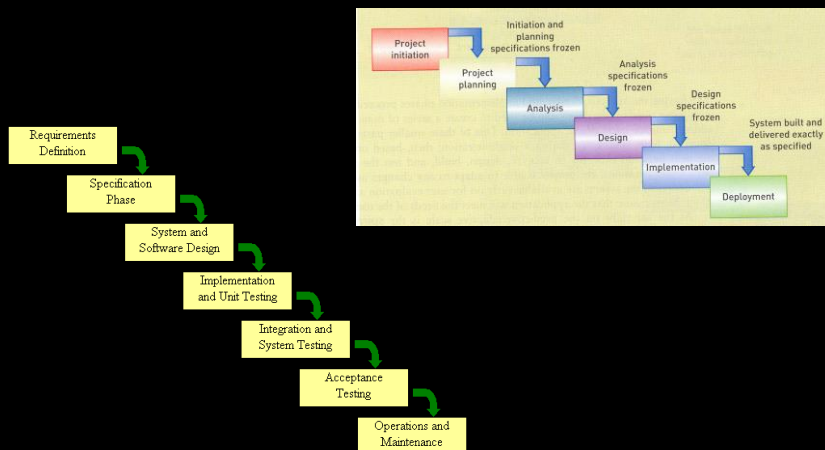 Requirements
Definition
Specification
Phase
System and
Software Design
Implementation
and Unit Testing
Integration and
System Testing
Acceptance
Testing
Operations and
Maintenance
Project
initiation
Initiation and
planning
specifications frozen
Project
planning
Analysis
specifications
frozen
Analysis
Design
specifications
frozen
Design
System built and
delivered exactly
as specified
Implementation
Deployment